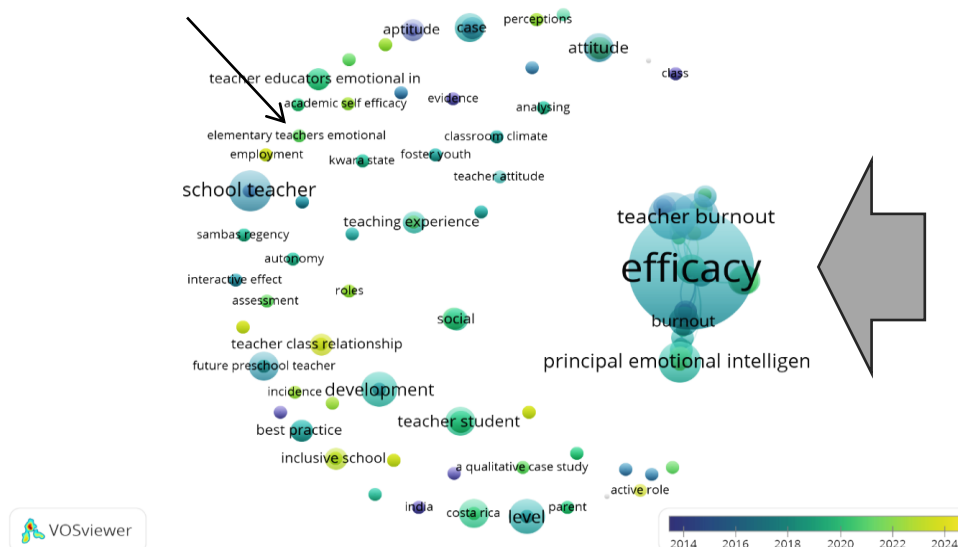 perceptions
aptitude
case
attitude
class
teacher educators emotional in
academic self efficacy
evidence
analysing
elementary teachers emotional
classroom climate
employment
kwara state
foster youth
teacher attitude
school teacher
teaching experience
teacher burnout
sambas regency
autonomy
efficacy
interactive effect
roles
assessment
social
burnout
teacher class relationship
principal emotional intelligen
future preschool teacher
incidence
development
teacher student
best practice
inclusive school
a qualitative case study
active role
india
costa rica
level
parent
VOSviewer
2014 2016 2018 2020 2022 2024